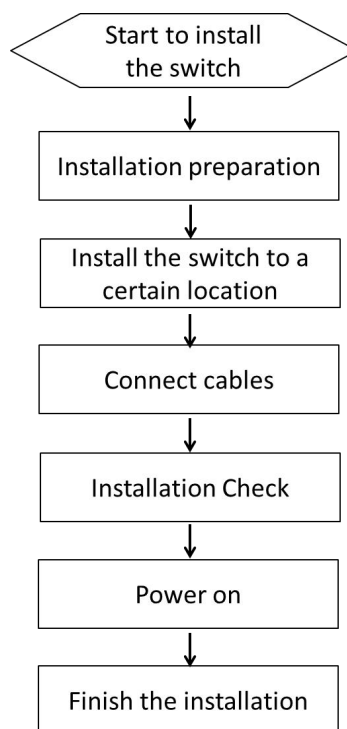 Start to install
the switch
Installation preparation
Install the switch to a
certain location
Connect cables
Installation Check
Power on
Finish the installation